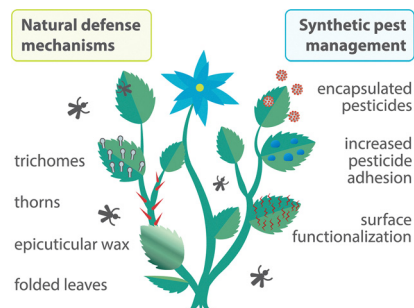 Natural defense
mechanisms
trichomes
thorns
epicuticular wax
folded leaves
Synthetic pest
management
encapsulated
pesticides
increased
pesticide
adhesion
surface
functionalization